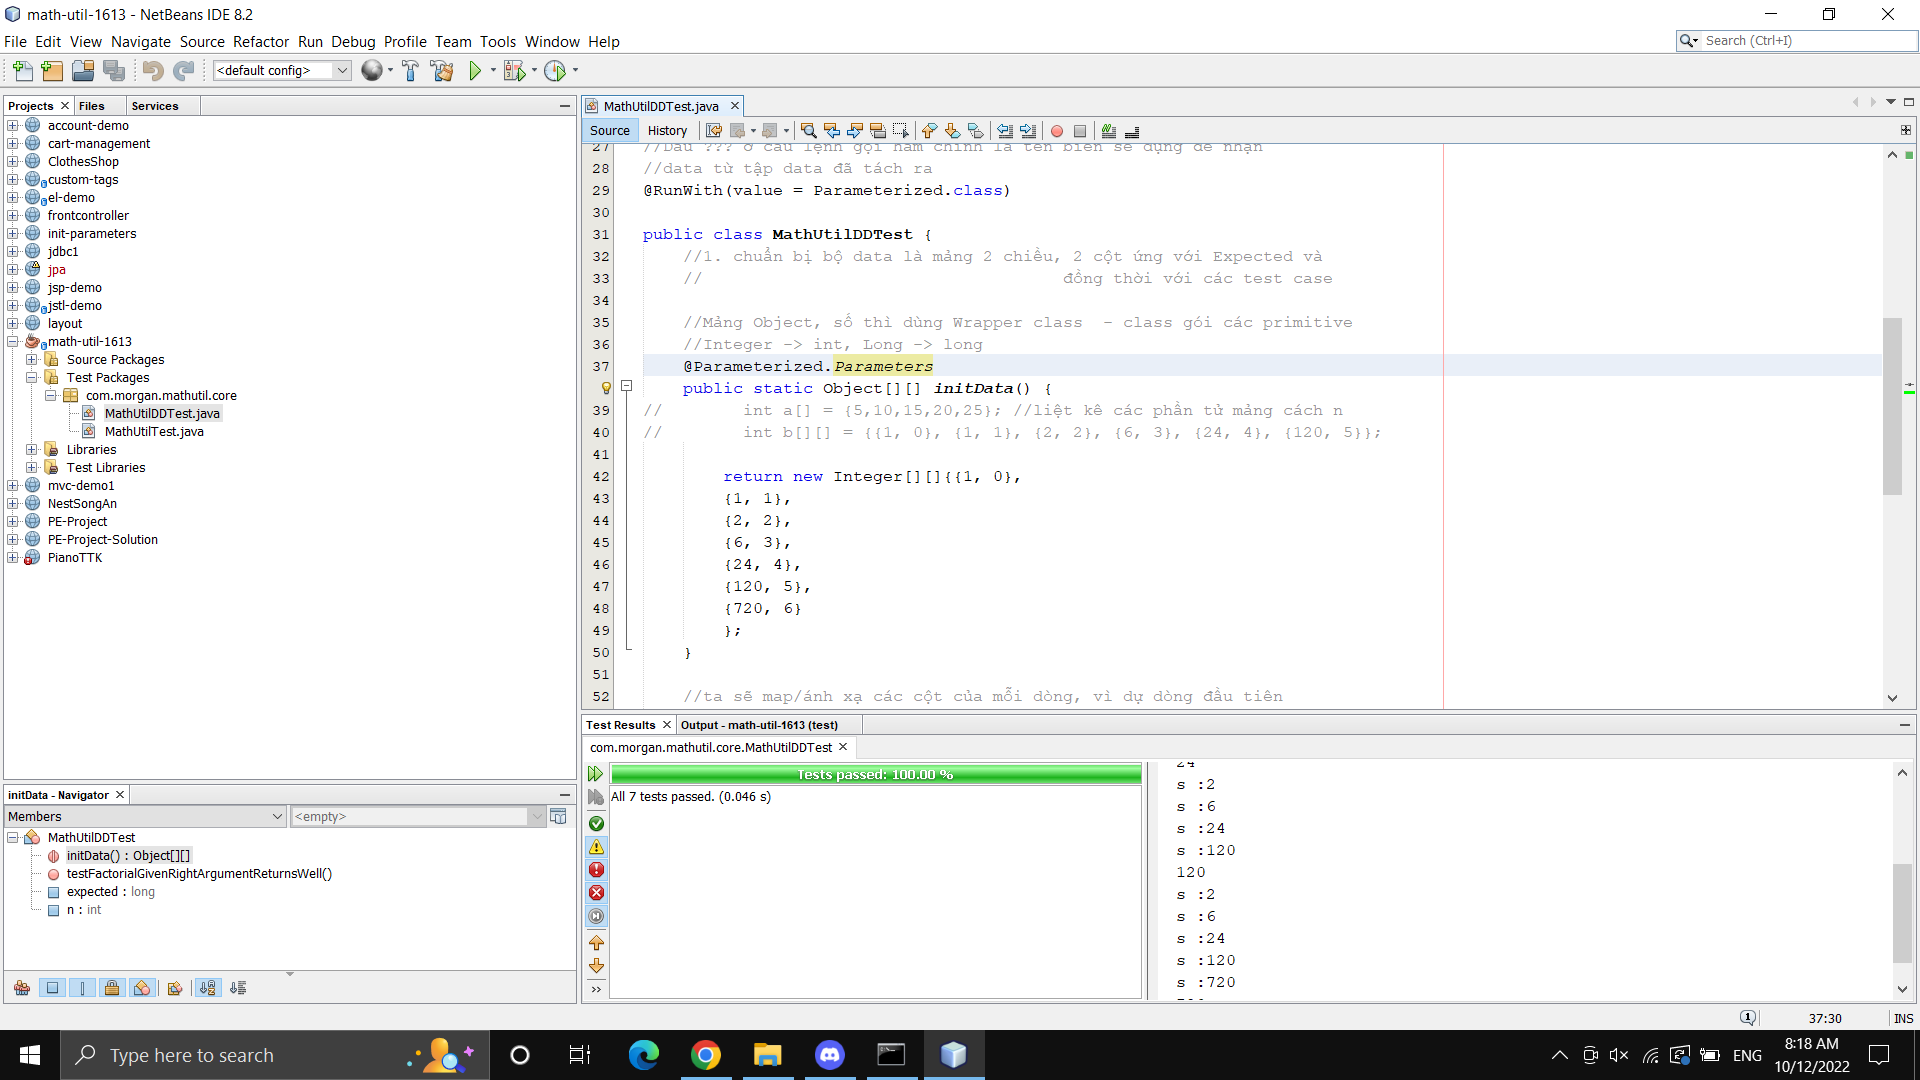 math-util-1613 - NetBeans IDE 8.2
File Edit View Navigate Source Refactor Run Debug Profile Team Tools Window Help
Search (Ctrl+I)
<default config>
Projects Files Services
account-demo
cart-management
ClothesShop
custom-tags
el-demo
frontcontroller
init-parameters
jdbc1
jpa
jsp-demo
jstl-demo
layout
math-util-1613
Source Packages
Test Packages
com.morgan.mathutil.core
MathUtilDDTest.java
MathUtilTest.java
Libraries
Test Libraries
mvc-demo1
NestSongAn
PE-Project
PE-Project-Solution
PianoTTK
initData - Navigator
Members <empty>
MathUtilDDTest
initData() : Object[][]
testFactorialGivenRightArgumentReturnsWell()
expected : long
n : int
MathUtilDDTest.java
Source History
27 //Dấu ??? ở câu lệnh gọi hàm chính là tên biến sẽ dụng để nhận
28 //data từ tập data đã tách ra
29 @RunWith(value = Parameterized.class)
30
31 public class MathUtilDDTest {
32 //1. chuẩn bị bộ data là mảng 2 chiều, 2 cột ứng với Expected và
33 // đồng thời với các test case
34
35 //Mảng Object, số thì dùng Wrapper class - class gói các primitive
36 //Integer -> int, Long -> long
37 @Parameterized.Parameters
public static Object[][] initData() {
39 // int a[] = {5,10,15,20,25}; //liệt kê các phần tử mảng cách n
40 // int b[][] = {{1, 0}, {1, 1}, {2, 2}, {6, 3}, {24, 4}, {120, 5}};
41
42 return new Integer[][]{{1, 0},
43 {1, 1},
44 {2, 2},
45 {6, 3},
46 {24, 4},
47 {120, 5},
48 {720, 6}
49 };
50 }
51
52 //ta sẽ map/ánh xạ các cột của mỗi dòng, vì dự dòng đầu tiên
Test Results Output - math-util-1613 (test)
com.morgan.mathutil.core.MathUtilDDTest
Tests passed: 100.00 %
All 7 tests passed. (0.046 s)
24
s :2
s :6
s :24
s :120
120
s :2
s :6
s :24
s :120
s :720
37:30 INS
Type here to search
ENG
8:18 AM
10/12/2022